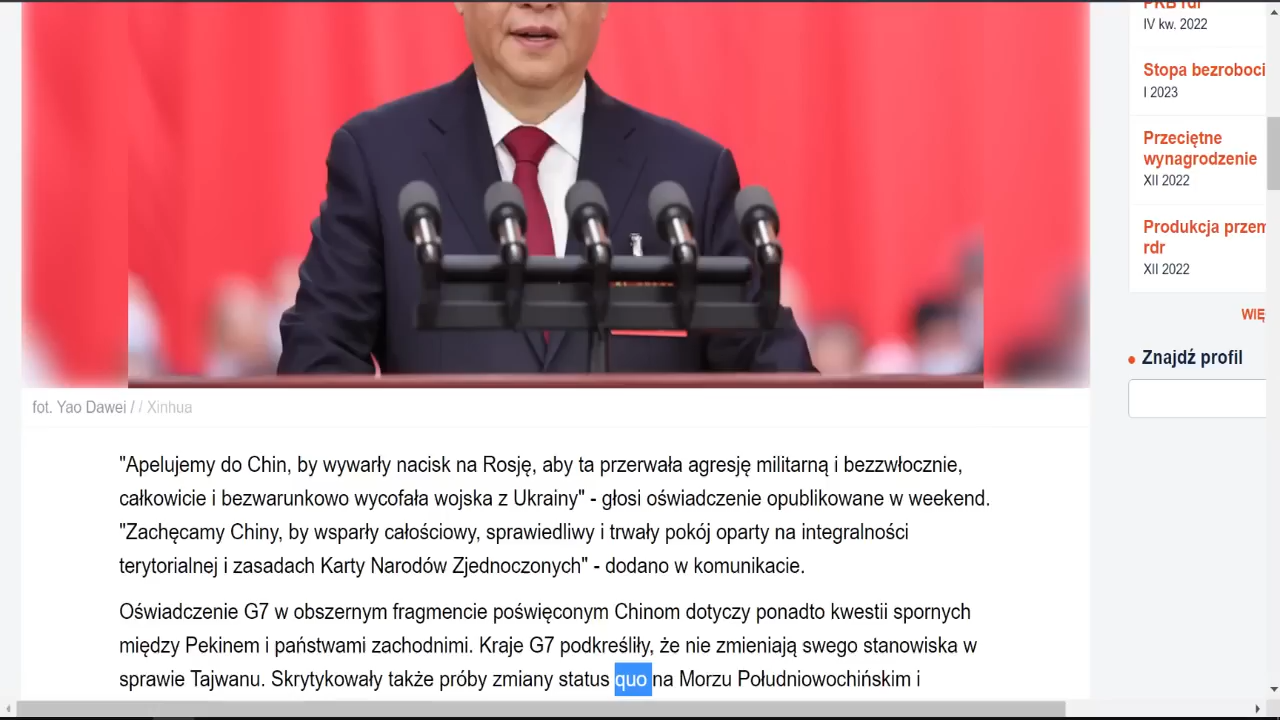 PKB rdr
IV kw. 2022
Stopa bezroboci
I 2023
Przeciętne
wynagrodzenie
XII 2022
Produkcja przem
rdr
XII 2022
WIĘ
Znajdź profil
fot. Yao Dawei / / Xinhua
"Apelujemy do Chin, by wywarły nacisk na Rosję, aby ta przerwała agresję militarną i bezzwłocznie,
całkowicie i bezwarunkowo wycofała wojska z Ukrainy" - głosi oświadczenie opublikowane w weekend.
"Zachęcamy Chiny, by wsparły całościowy, sprawiedliwy i trwały pokój oparty na integralności
terytorialnej i zasadach Karty Narodów Zjednoczonych" - dodano w komunikacie.
Oświadczenie G7 w obszernym fragmencie poświęconym Chinom dotyczy ponadto kwestii spornych
między Pekinem i państwami zachodnimi. Kraje G7 podkreśliły, że nie zmieniają swego stanowiska w
sprawie Tajwanu. Skrytykowały także próby zmiany status quo na Morzu Południowochińskim i